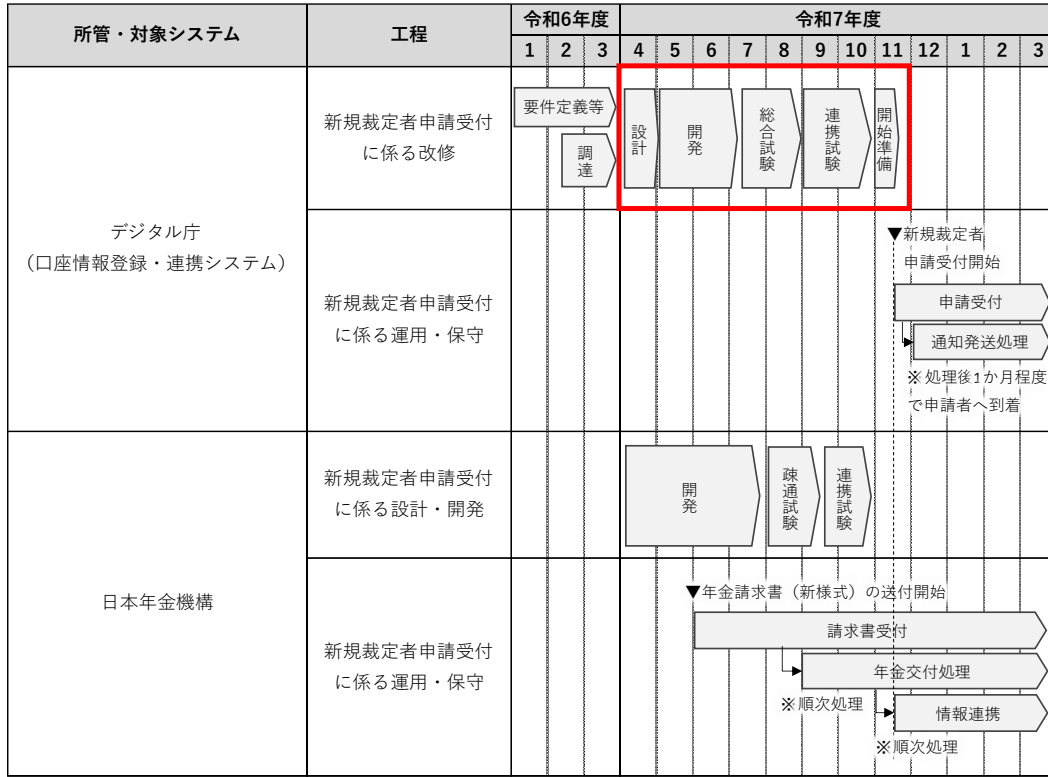 所管・対象システム
工程
令和6年度
令和7年度
1 2 3 4 5 6 7 8 9 10 11 12 1 2 3
デジタル庁
（口座情報登録・連携システム）
新規裁定者申請受付
に係る改修
要件定義等
調達
設計
開発
総合試験
連携試験
開始準備
新規裁定者申請受付
に係る運用・保守
▼新規裁定者
申請受付開始
申請受付
通知発送処理
※処理後1か月程度
で申請者へ到着
日本年金機構
新規裁定者申請受付
に係る設計・開発
開発
疎通試験
連携試験
新規裁定者申請受付
に係る運用・保守
▼年金請求書（新様式）の送付開始
請求書受付
年金交付処理
※順次処理
情報連携
※順次処理